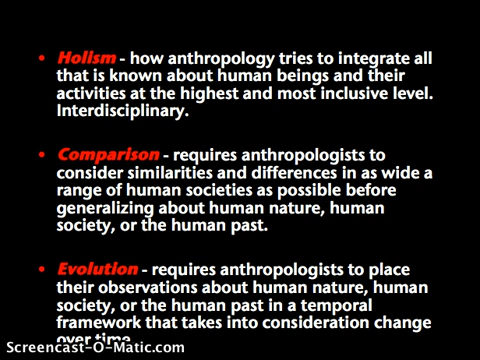 • Holism - how anthropology tries to integrate all
that is known about human beings and their
activities at the highest and most inclusive level.
Interdisciplinary.
• Comparison - requires anthropologists to
consider similarities and differences in as wide a
range of human societies as possible before
generalizing about human nature, human
society, or the human past.
• Evolution - requires anthropologists to place
their observations about human nature, human
society, or the human past in a temporal
framework that takes into consideration change
over time.
Screencast-O-Matic.com